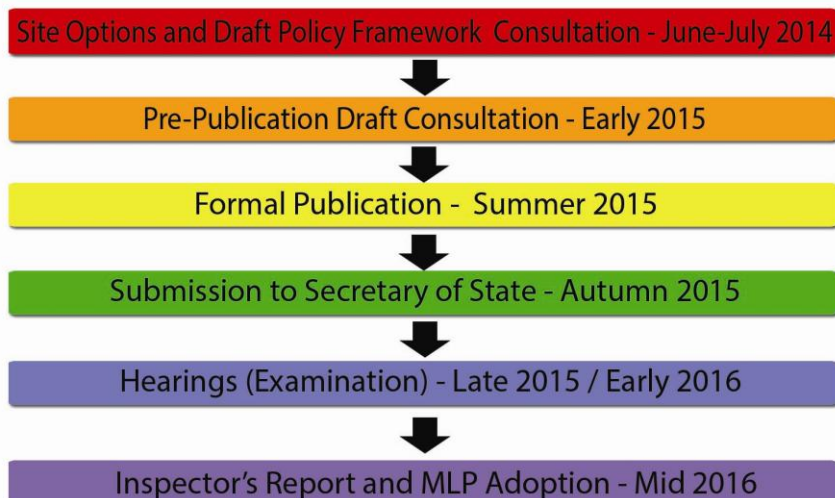 Site Options and Draft Policy Framework Consultation - June-July 2014
Pre-Publication Draft Consultation - Early 2015
Formal Publication - Summer 2015
Submission to Secretary of State - Autumn 2015
Hearings (Examination) - Late 2015 / Early 2016
Inspector's Report and MLP Adoption - Mid 2016